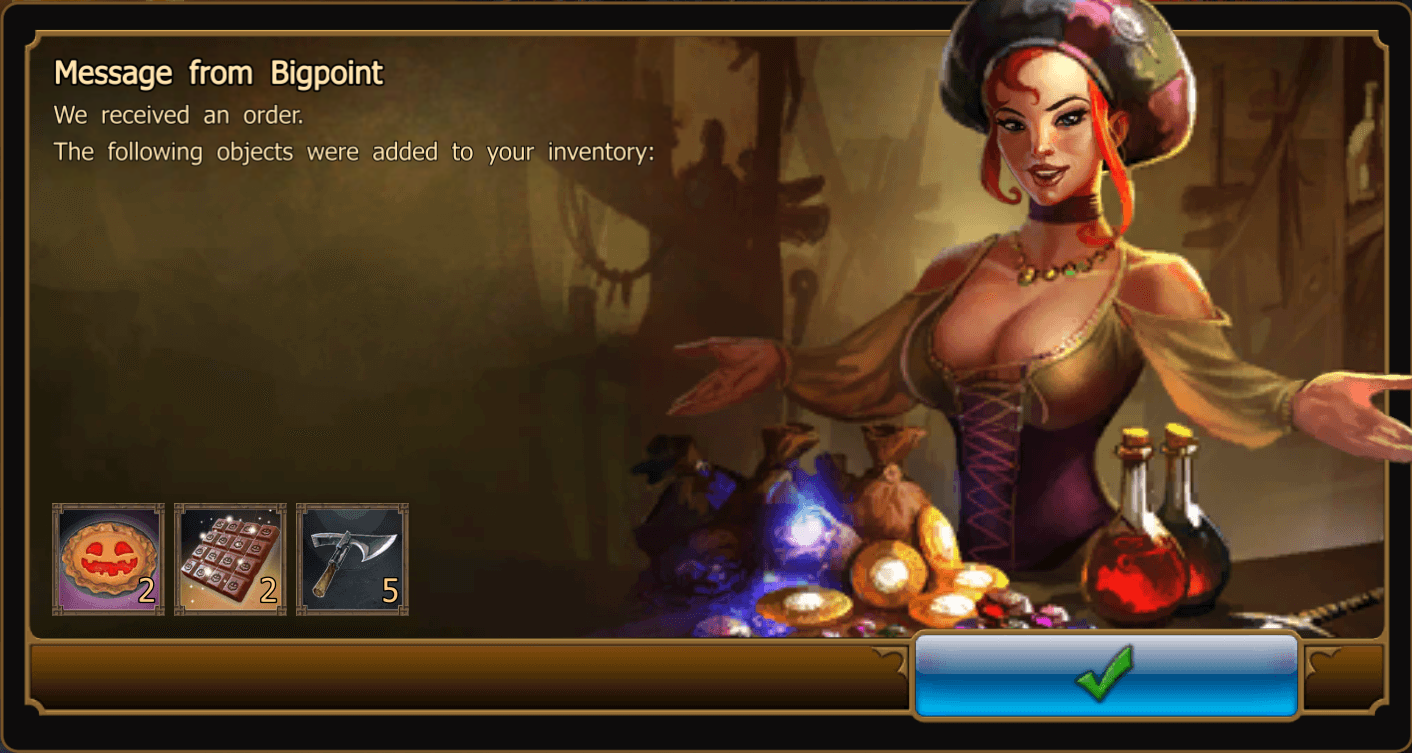 Message from Bigpoint
We received an order.
The following objects were added to your inventory:
2
2
5